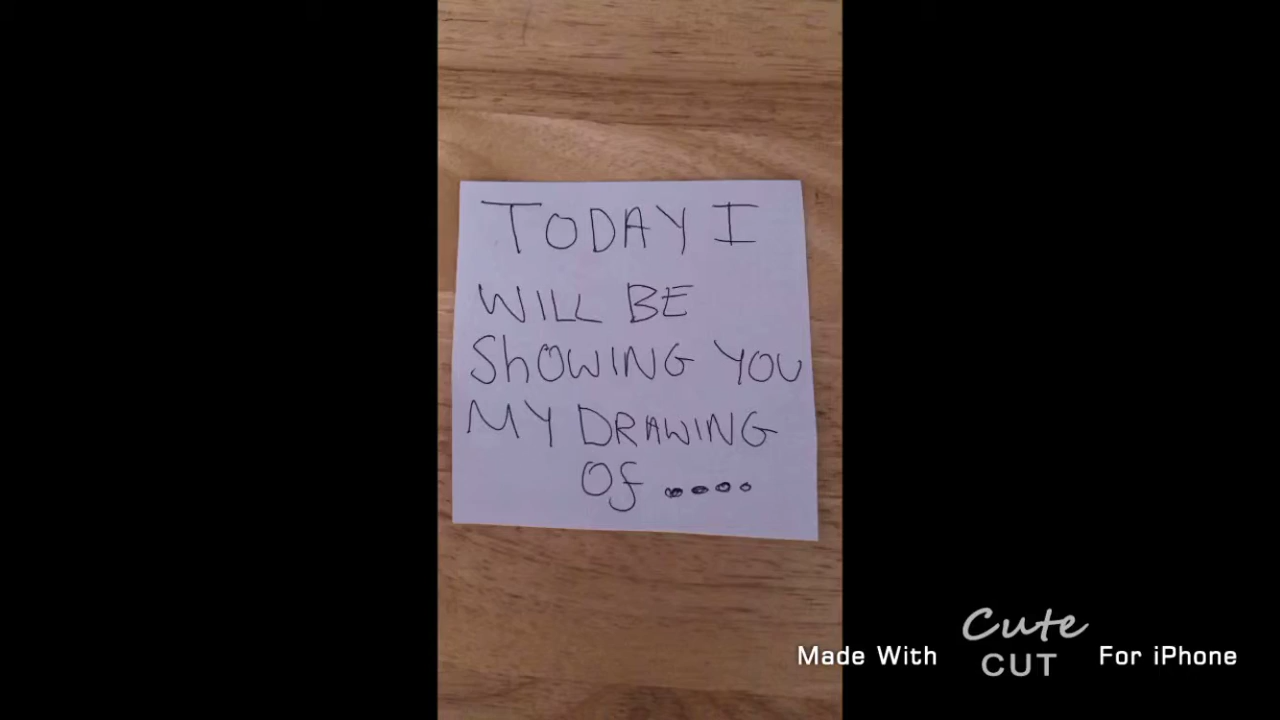 TODAY I
WILL BE
ShOWING YOU
MY DRAWING
Of ....
Made With Cute CUT For iPhone